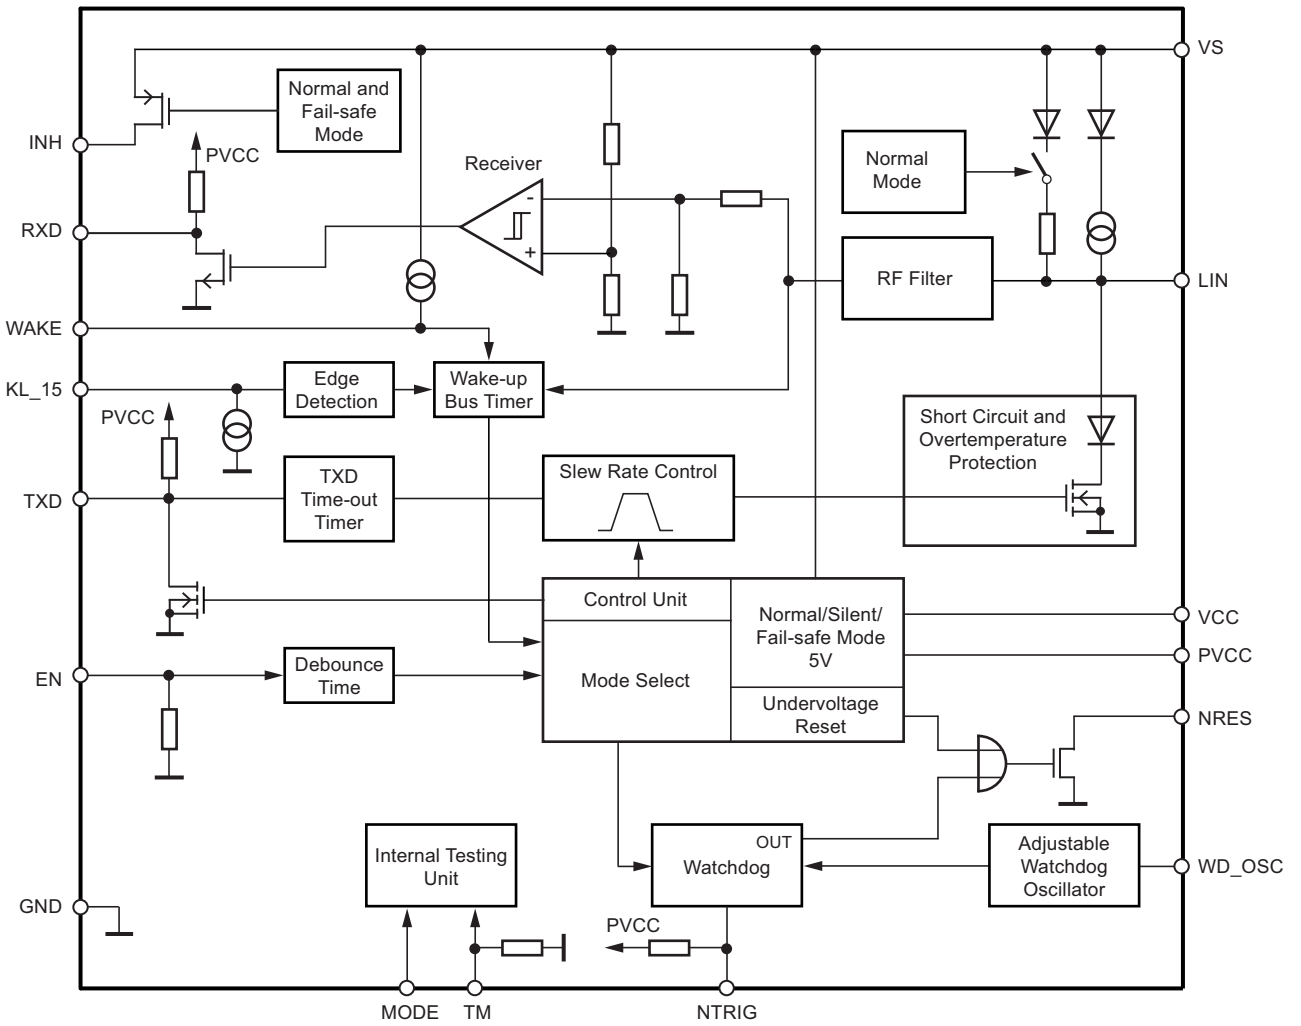 VS
Normal and
Fail-safe
Mode
INH
PVCC
Receiver
Normal
Mode
-
+
RXD
RF Filter
LIN
WAKE
KL_15
Edge
Detection
Wake-up
Bus Timer
PVCC
Short Circuit and
Overtemperature
Protection
TXD
TXD
Time-out
Timer
Slew Rate Control
Control Unit
Normal/Silent/
Fail-safe Mode
5V
VCC
PVCC
EN
Debounce
Time
Mode Select
Undervoltage
Reset
NRES
Internal Testing
Unit
OUT
Watchdog
Adjustable
Watchdog
Oscillator
WD_OSC
GND
PVCC
MODE
TM
NTRIG